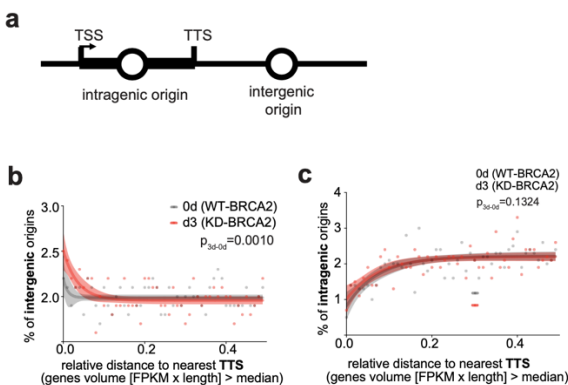 a
TSS
TTS
intragenic origin
intergenic
origin
b
% of intergenic origins
3.0
2.5
2.0
0d (WT-BRCA2)
d3 (KD-BRCA2)
p3d-0d=0.0010
0.0
0.2
0.4
relative distance to nearest TTS
(genes volume [FPKM x length] > median)
c
% of intragenic origins
4
3
2
1
0
0d (WT-BRCA2)
d3 (KD-BRCA2)
p3d-0d=0.1324
0.0
0.2
0.4
relative distance to nearest TTS
(genes volume [FPKM x length] > median)